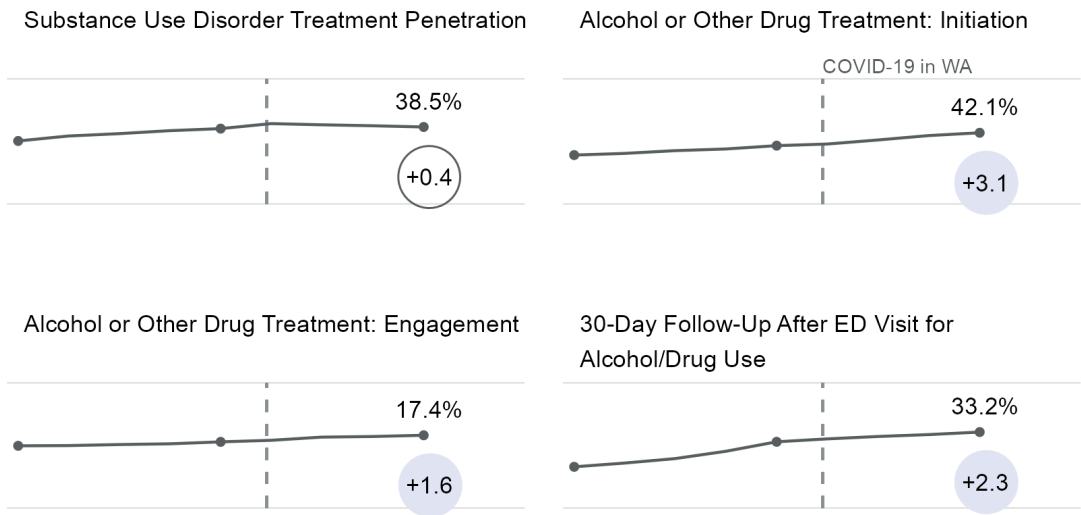 Substance Use Disorder Treatment Penetration
38.5%
+0.4
Alcohol or Other Drug Treatment: Initiation
COVID-19 in WA
42.1%
+3.1
Alcohol or Other Drug Treatment: Engagement
17.4%
+1.6
30-Day Follow-Up After ED Visit for
Alcohol/Drug Use
33.2%
+2.3